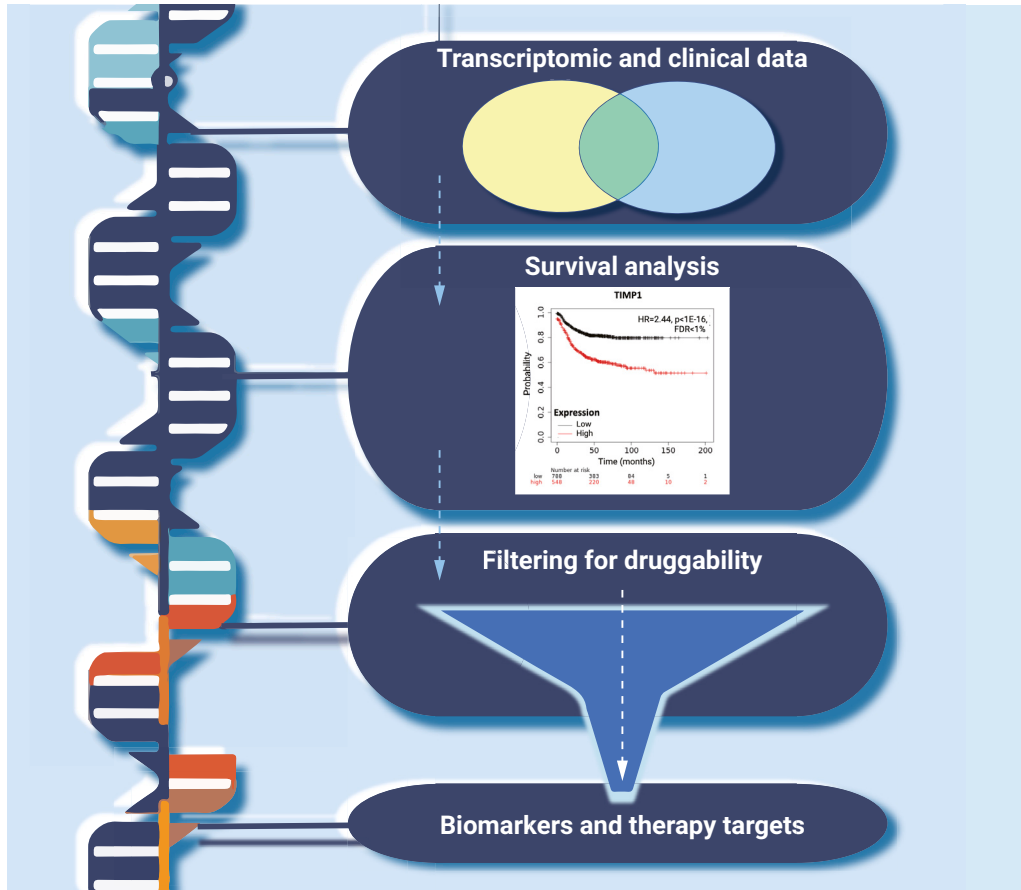 Transcriptomic and clinical data
Survival analysis
TIMP1
HR=2.44, p<1E-16,
FDR<1%
Probability
1.0
0.8
0.6
0.4
0.2
0.0
Expression
Low
High
0 50 100 150 200
Time (months)
Number at risk
low 788 383 84 5 1
high 548 220 48 10 2
Filtering for druggability
Biomarkers and therapy targets